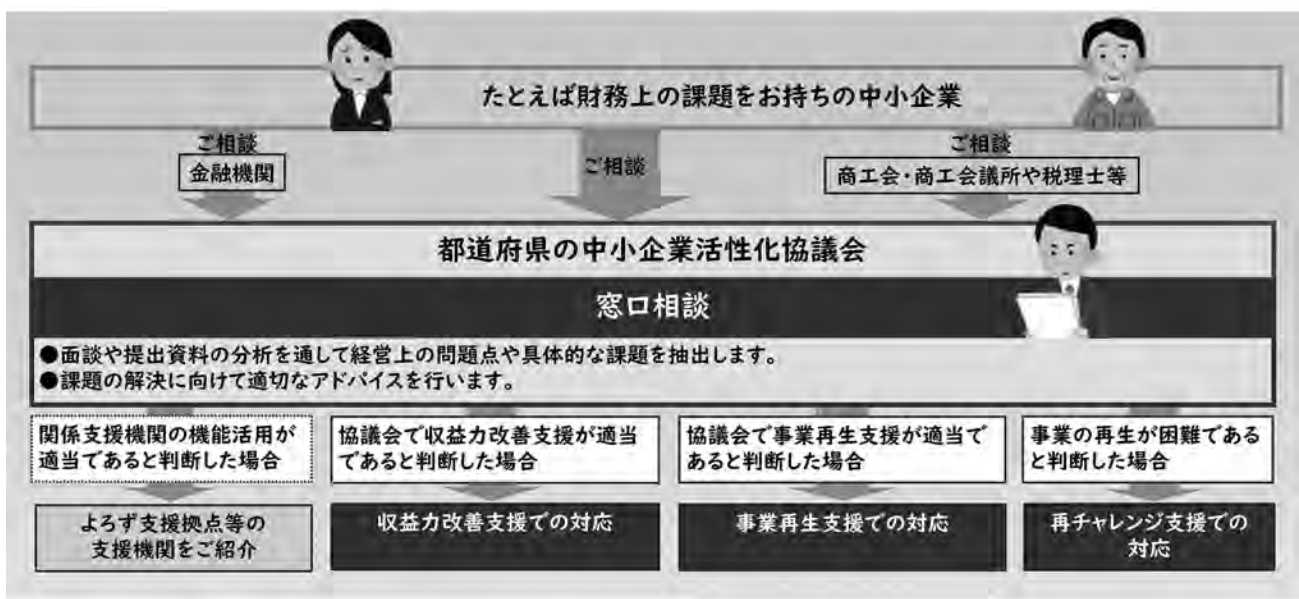 たとえば財務上の課題をお持ちの中小企業
ご相談
金融機関
ご相談
ご相談
商工会・商工会議所や税理士等
都道府県の中小企業活性化協議会
窓口相談
●面談や提出資料の分析を通して経営上の問題点や具体的な課題を抽出します。
●課題の解決に向けて適切なアドバイスを行います。
関係支援機関の機能活用が
適当であると判断した場合
協議会で収益力改善支援が適当
であると判断した場合
協議会で事業再生支援が適当で
あると判断した場合
事業の再生が困難である
と判断した場合
よろず支援拠点等の
支援機関をご紹介
収益力改善支援での対応
事業再生支援での対応
再チャレンジ支援での
対応